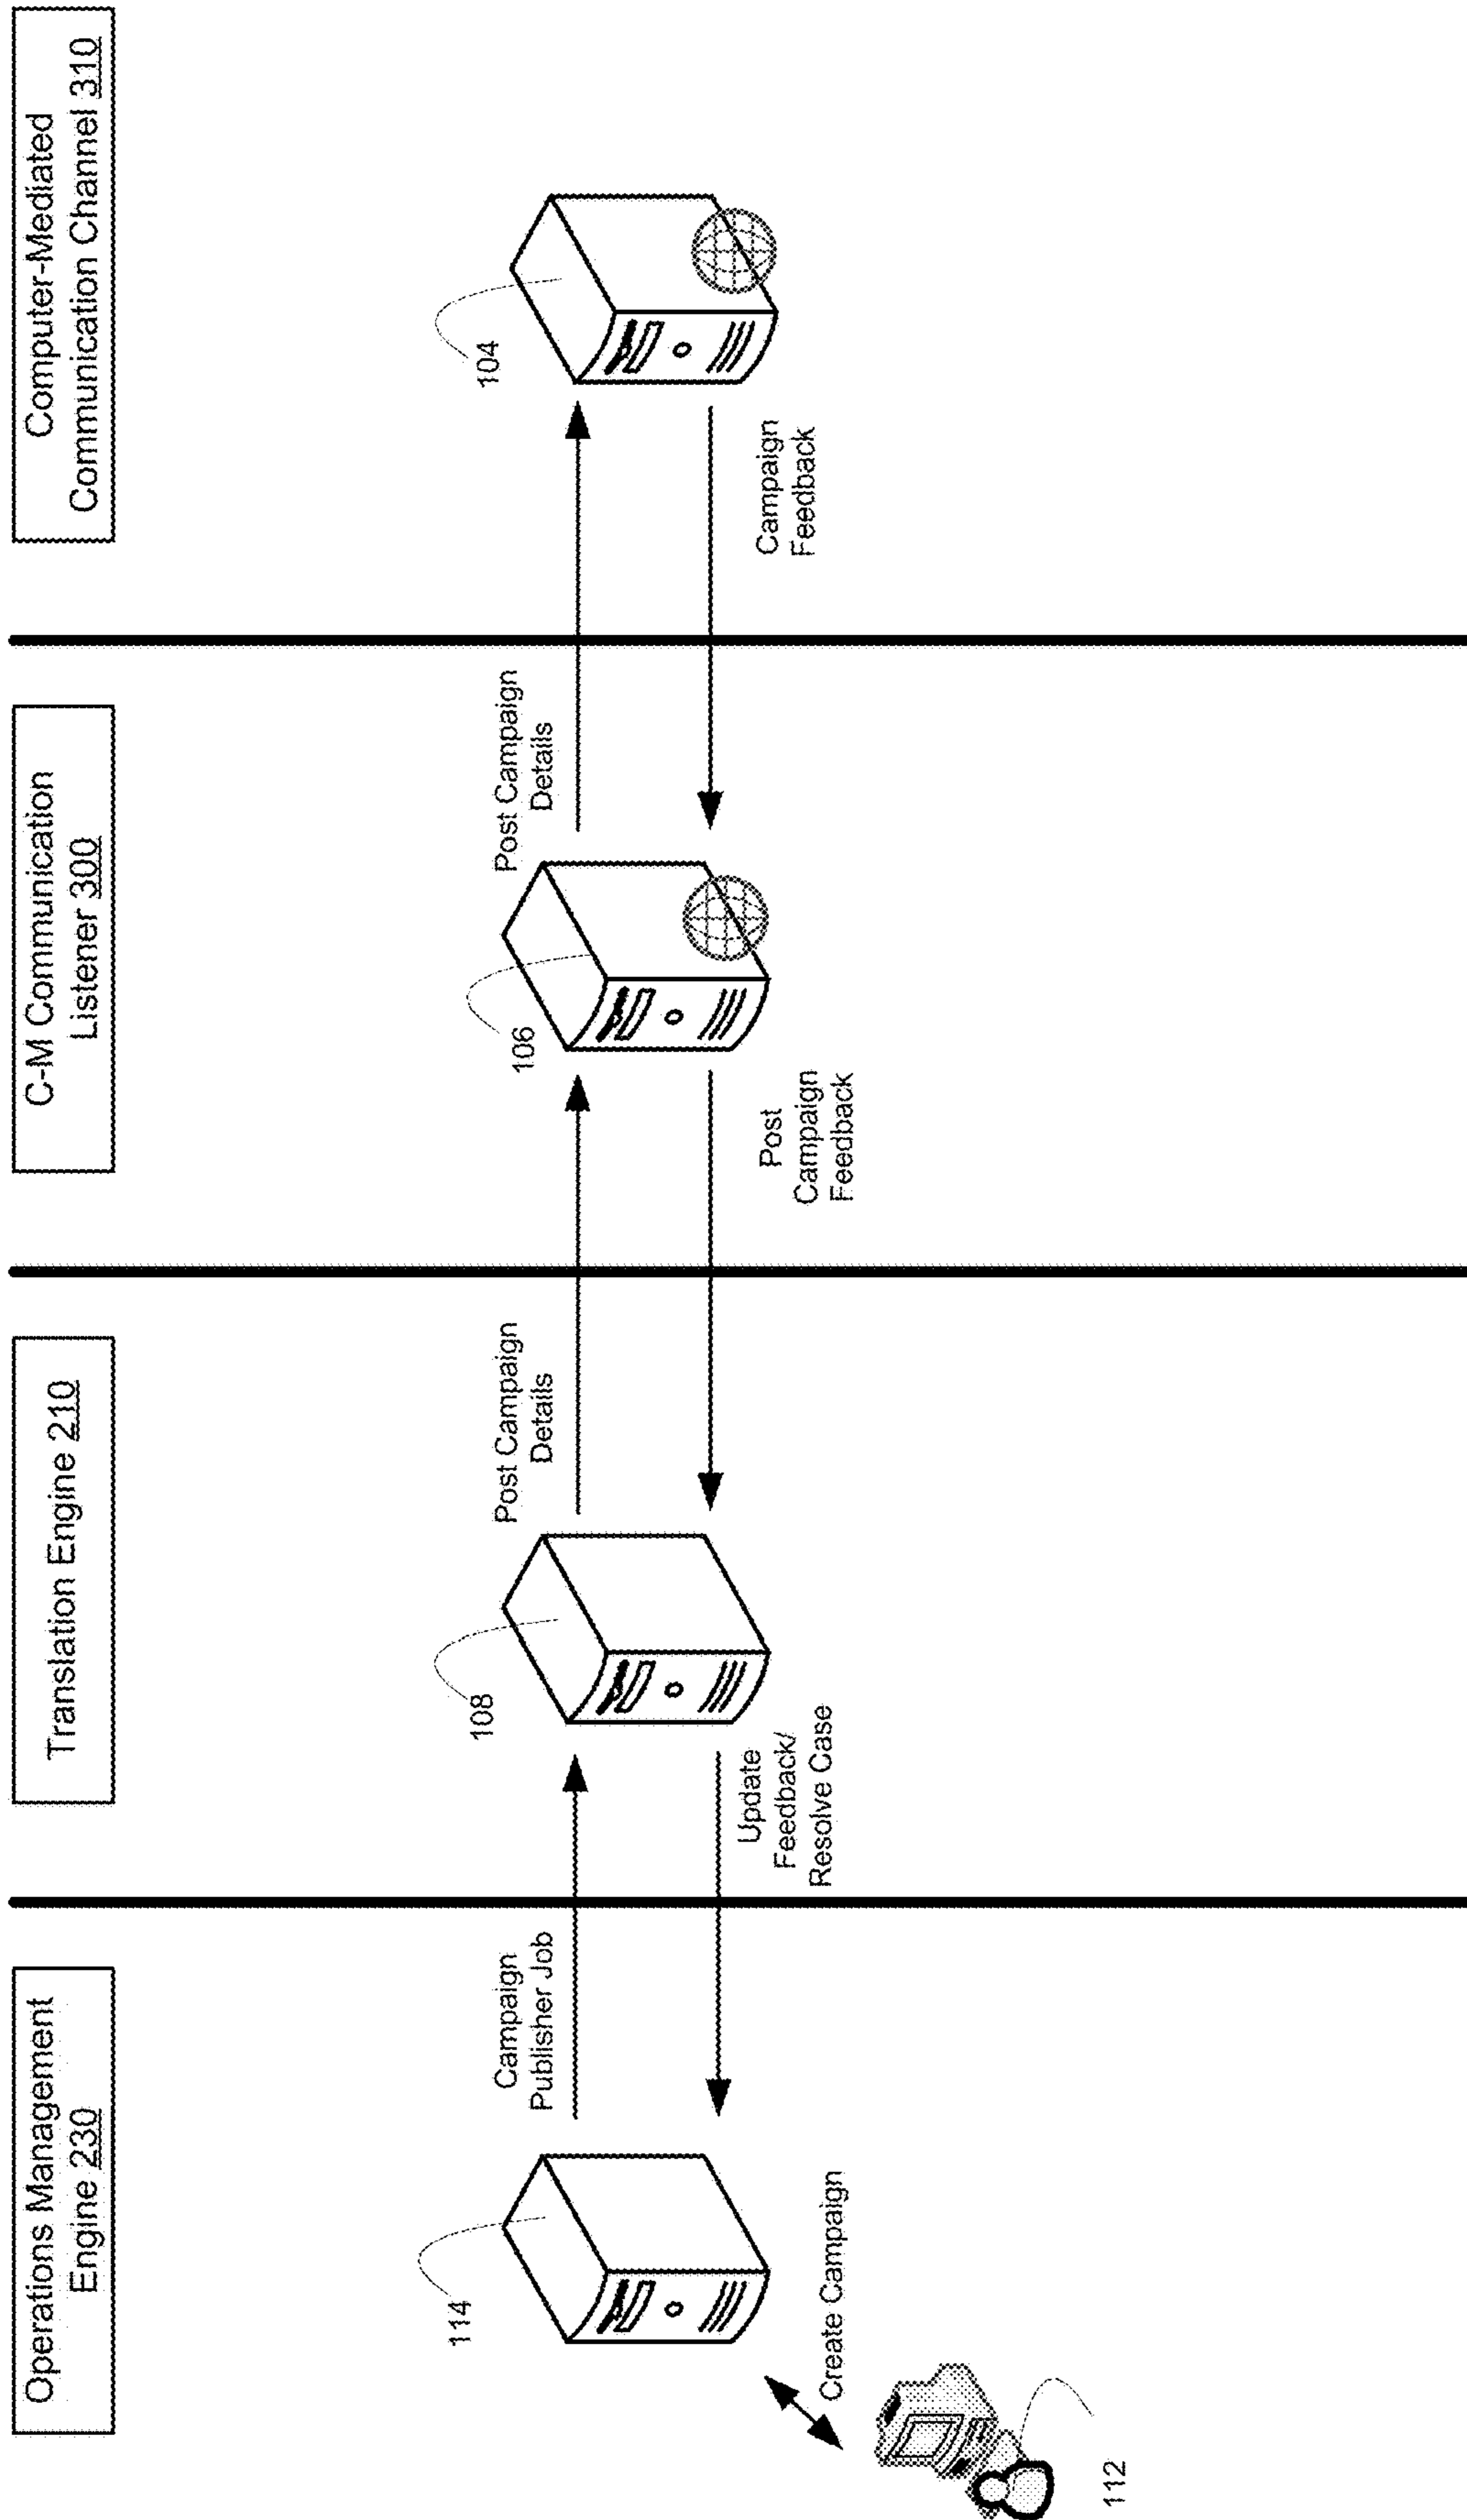 Operations Management
Engine 230
Translation Engine 210
C-M Communication
Listener 300
Computer-Mediated
Communication Channel 310
114
Campaign
Publisher Job
108
Post Campaign
Details
106
Post Campaign
Details
104
Create Campaign
Update
Feedback/
Resolve Case
Post
Campaign
Feedback
Campaign
Feedback
112